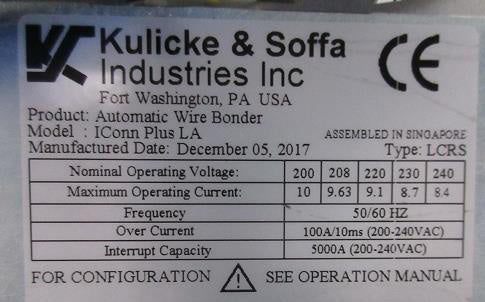 KS Kulicke & Soffa
Industries Inc
CE
Fort Washington, PA USA
Product: Automatic Wire Bonder
Model : IConn Plus LA ASSEMBLED IN SINGAPORE
Manufactured Date: December 05, 2017 Type: LCRS
Nominal Operating Voltage: 200 208 220 230 240
Maximum Operating Current: 10 9.63 9.1 8.7 8.4
Frequency 50/60 HZ
Over Current 100A/10ms (200-240VAC)
Interrupt Capacity 5000A (200-240VAC)
FOR CONFIGURATION ! SEE OPERATION MANUAL